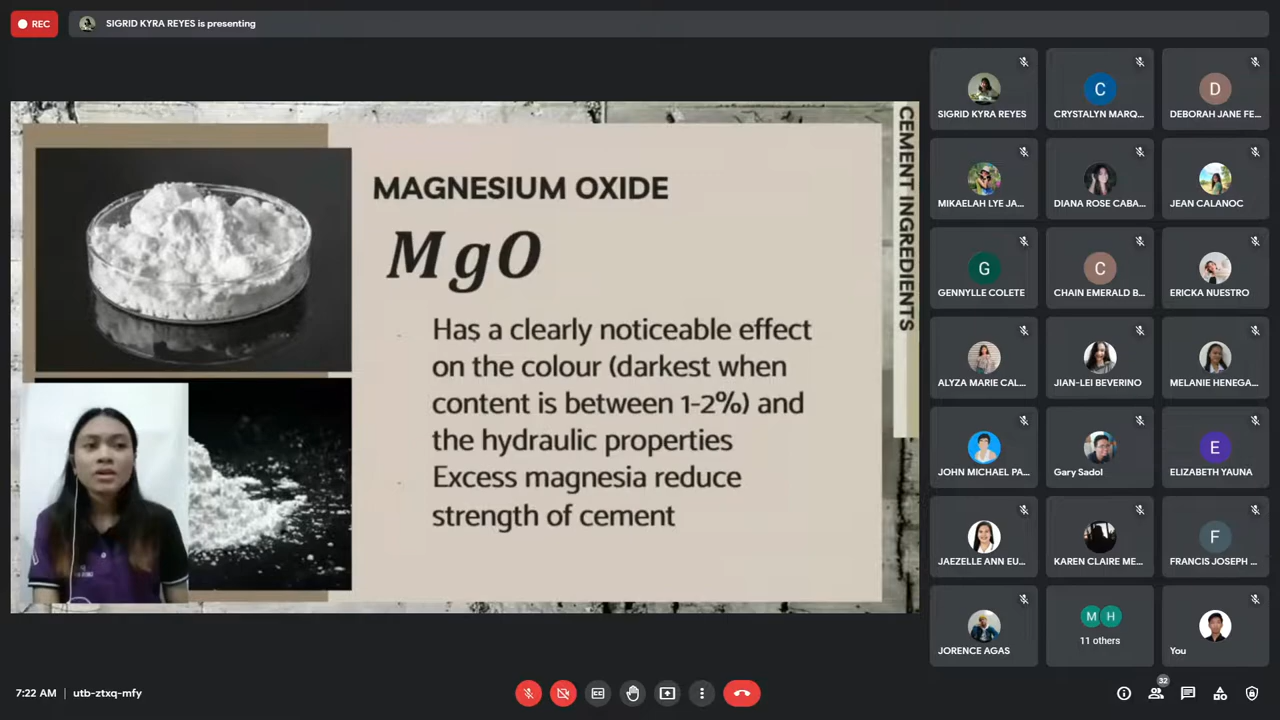 REC
SIGRID KYRA REYES is presenting
MAGNESIUM OXIDE
MgO
Has a clearly noticeable effect
on the colour (darkest when
content is between 1-2%) and
the hydraulic properties
Excess magnesia reduce
strength of cement
CEMENT INGREDIENTS
SIGRID KYRA REYES
C
CRYSTALYN MARQ...
D
DEBORAH JANE FE...
MIKAELAH LYE JA...
DIANA ROSE CABA...
JEAN CALANOC
G
GENNYLLE COLETE
C
CHAIN EMERALD B...
ERICKA NUESTRO
ALYZA MARIE CAL...
JIAN-LEI BEVERINO
MELANIE HENEGA...
JOHN MICHAEL PA...
Gary Sadol
E
ELIZABETH YAUNA
JAEZELLE ANN EU...
KAREN CLAIRE ME...
F
FRANCIS JOSEPH ...
JORENCE AGAS
M H
11 others
You
7:22 AM | utb-ztxq-mfy
CC
32